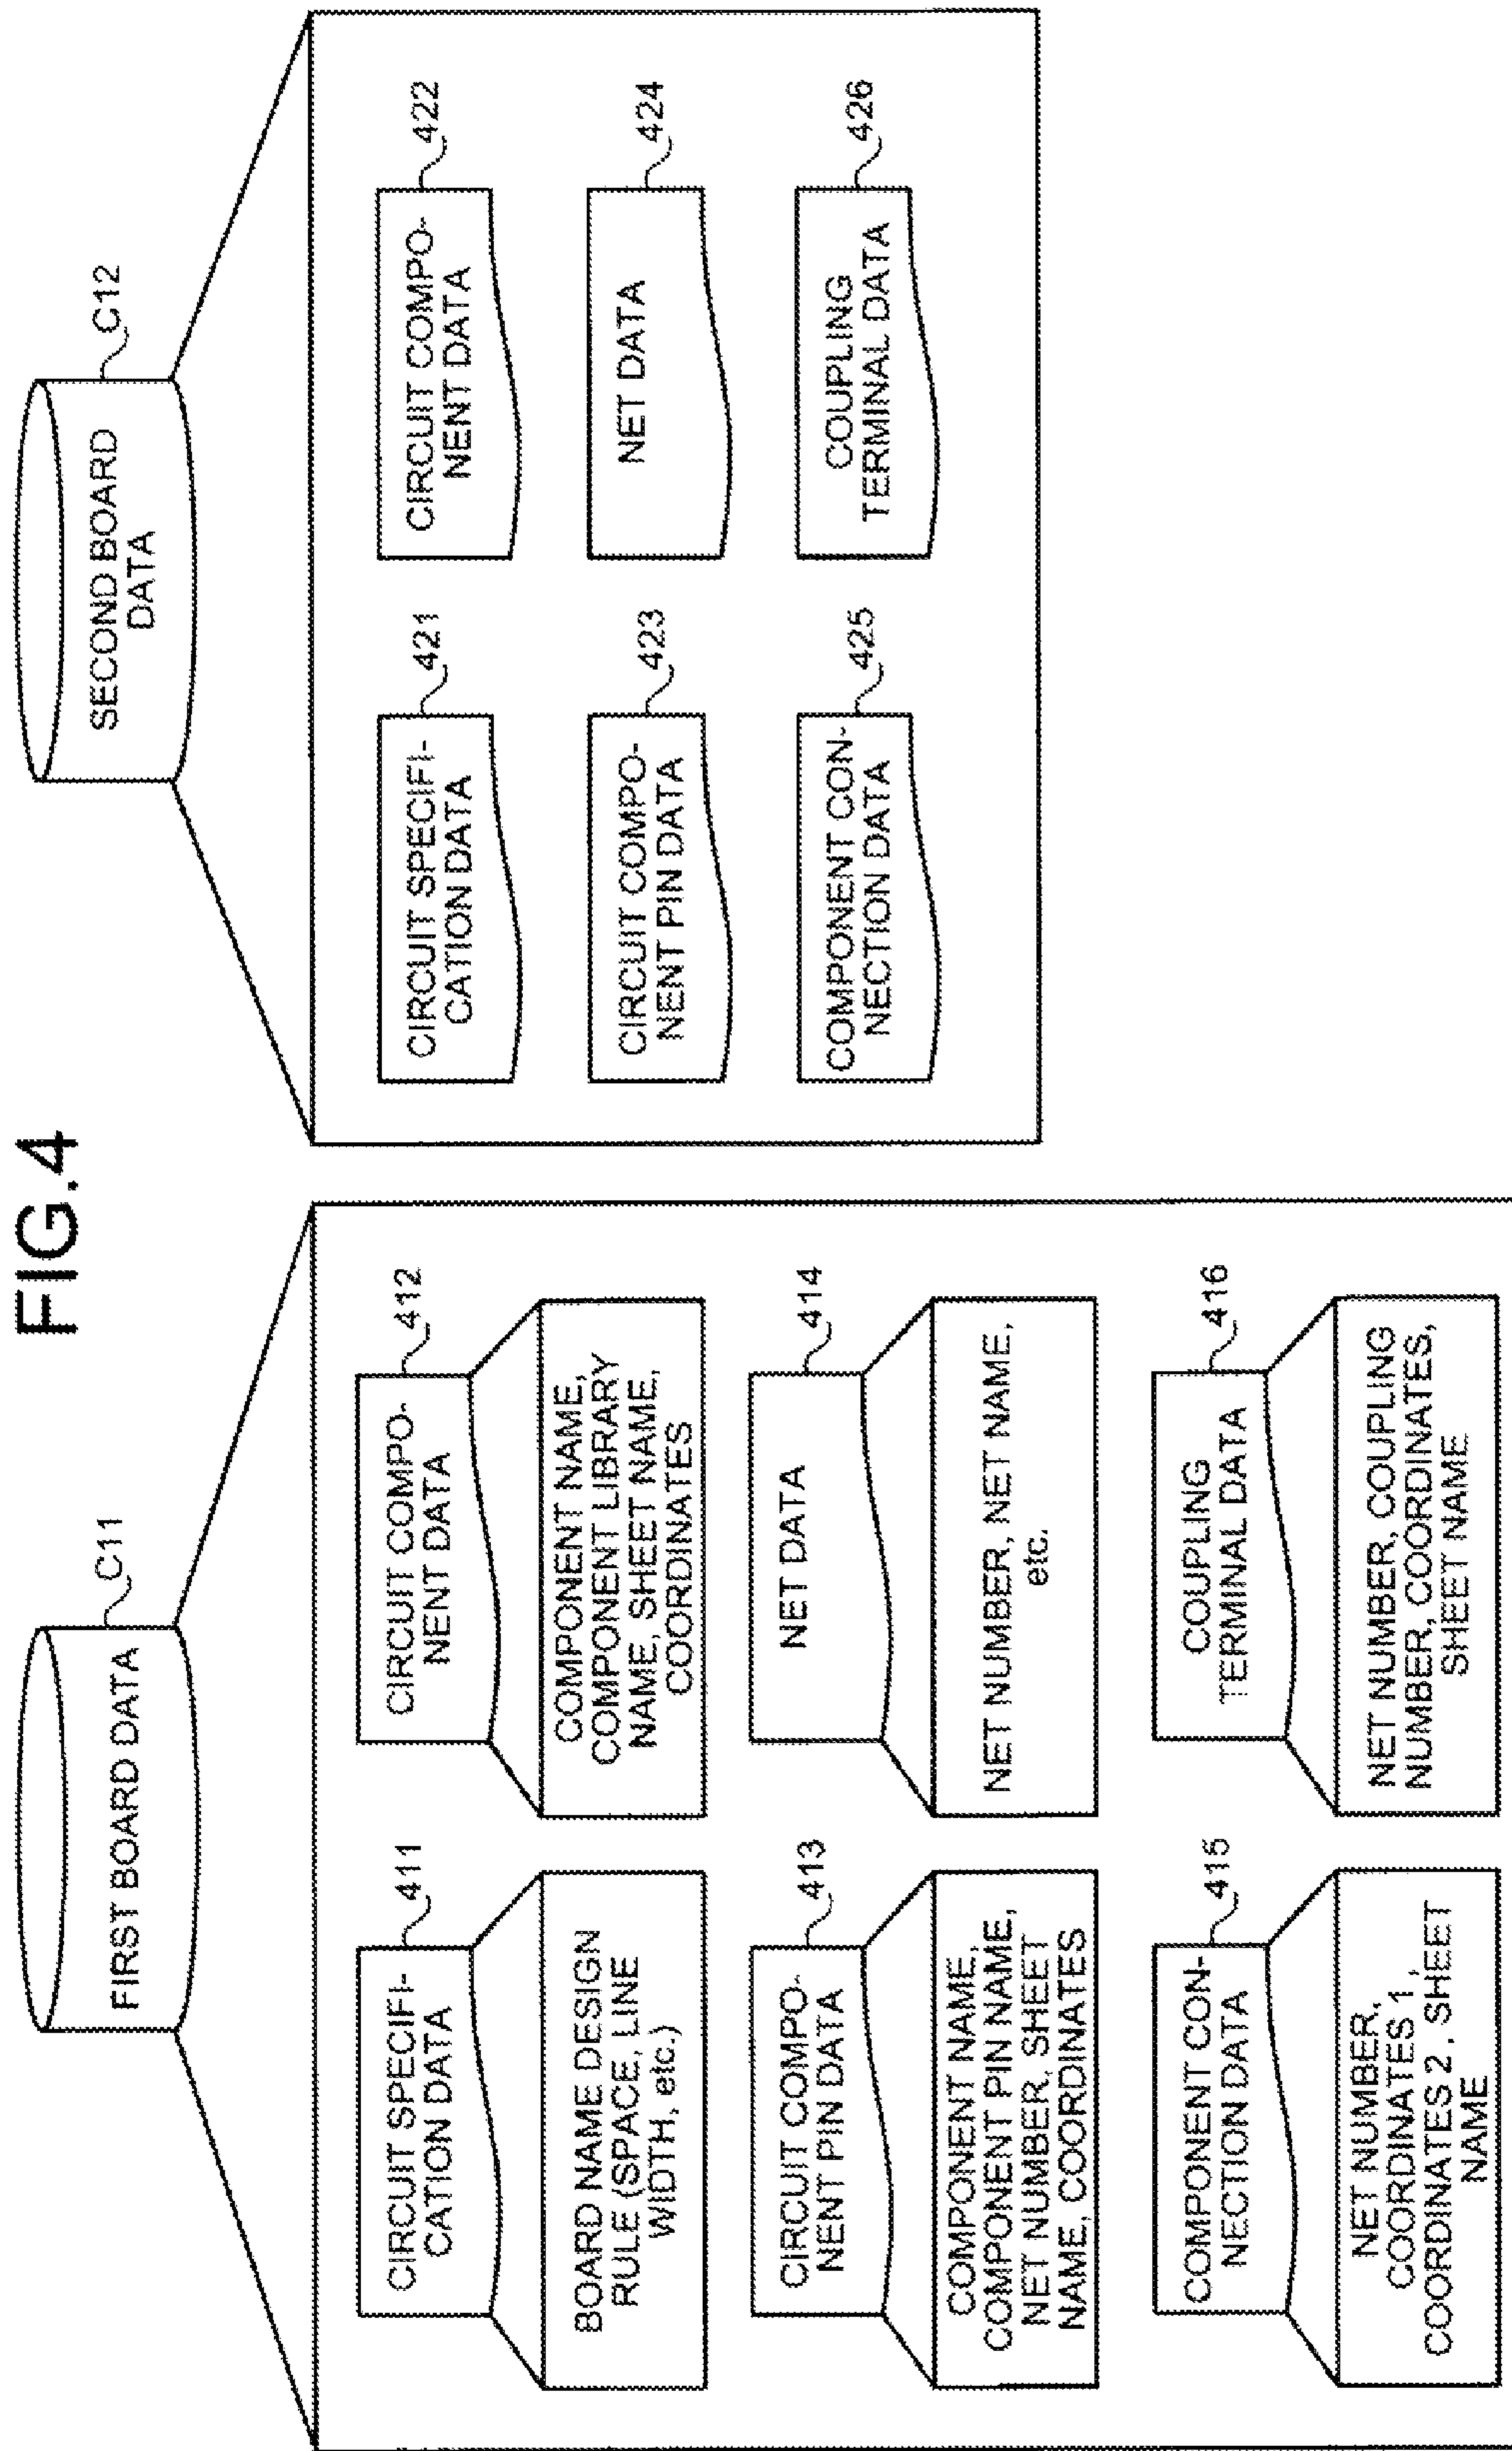 FIG.4
FIRST BOARD DATA
C11
CIRCUIT SPECIFI-
CATION DATA
411
BOARD NAME DESIGN
RULE (SPACE, LINE
WIDTH, etc.)
CIRCUIT COMPO-
NENT DATA
412
COMPONENT NAME,
COMPONENT LIBRARY
NAME, SHEET NAME,
COORDINATES
CIRCUIT COMPO-
NENT PIN DATA
413
COMPONENT NAME,
COMPONENT PIN NAME,
NET NUMBER, SHEET
NAME, COORDINATES
NET DATA
414
NET NUMBER, NET NAME,
etc.
COMPONENT CON-
NECTION DATA
415
NET NUMBER,
COORDINATES 1,
COORDINATES 2, SHEET
NAME
COUPLING
TERMINAL DATA
416
NET NUMBER, COUPLING
NUMBER, COORDINATES,
SHEET NAME
SECOND BOARD
DATA
C12
CIRCUIT SPECIFI-
CATION DATA
421
CIRCUIT COMPO-
NENT DATA
422
CIRCUIT COMPO-
NENT PIN DATA
423
NET DATA
424
COMPONENT CON-
NECTION DATA
425
COUPLING
TERMINAL DATA
426